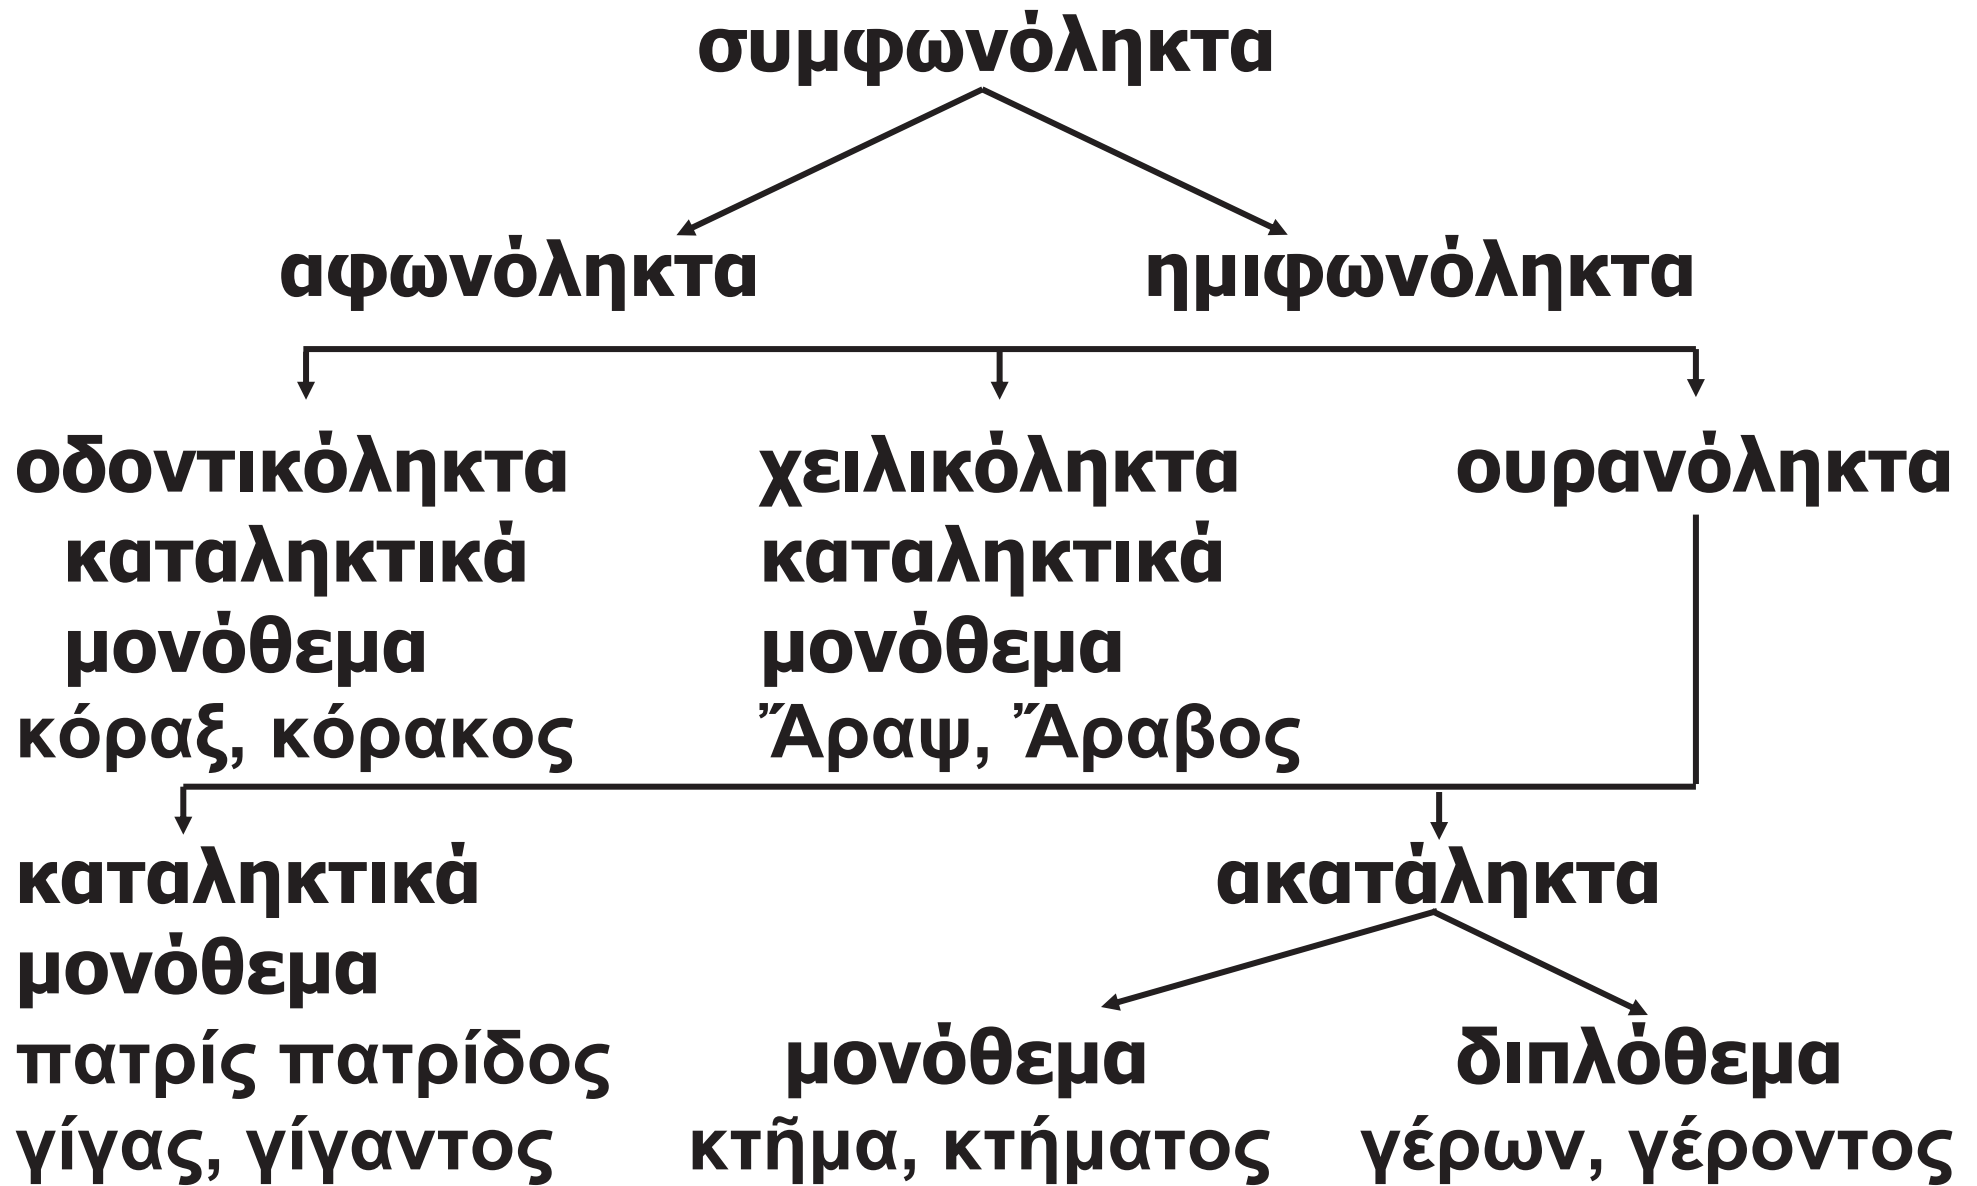 συμφωνόληκτα
αφωνόληκτα ημιφωνόληκτα
οδοντικόληκτα χειλικόληκτα ουρανόληκτα
καταληκτικά καταληκτικά
μονόθεμα μονόθεμα
κόραξ, κόρακος Ἄραψ, Ἄραβος
καταληκτικά ακατάληκτα
μονόθεμα
πατρίς πατρίδος μονόθεμα διπλόθεμα
γίγας, γίγαντος κτῆμα, κτήματος γέρων, γέροντος